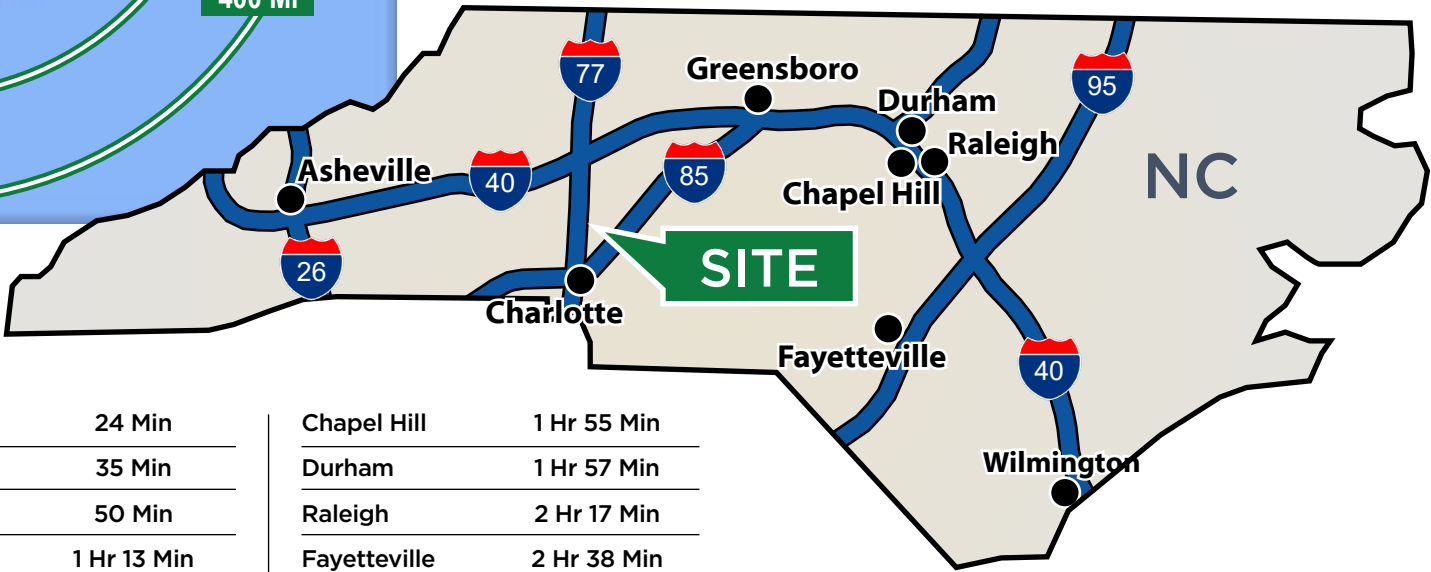 400 MI
77
95
Greensboro
Durham
Raleigh
Asheville
40
85
NC
Chapel Hill
SITE
26
Charlotte
Fayetteville
40
Wilmington
24 Min
35 Min
50 Min
1 Hr 13 Min
Chapel Hill 1 Hr 55 Min
Durham 1 Hr 57 Min
Raleigh 2 Hr 17 Min
Fayetteville 2 Hr 38 Min